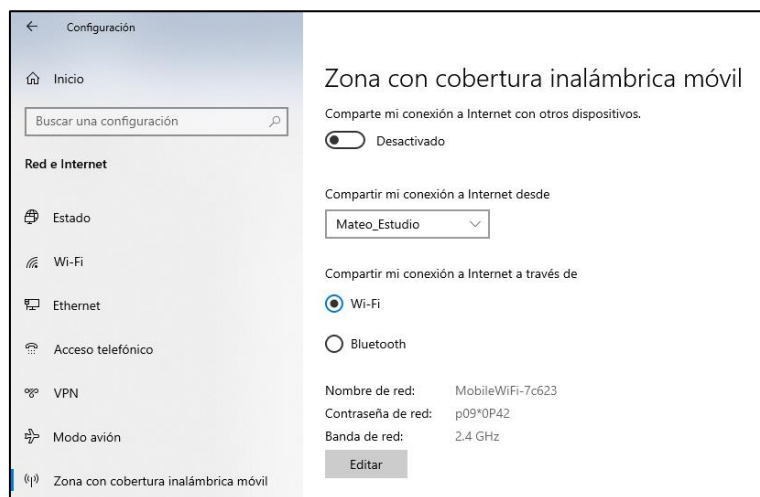 Configuración
Inicio
Buscar una configuración
Red e Internet
Estado
Wi-Fi
Ethernet
Acceso telefónico
VPN
Modo avión
Zona con cobertura inalámbrica móvil
Zona con cobertura inalámbrica móvil
Comparte mi conexión a Internet con otros dispositivos.
Desactivado
Compartir mi conexión a Internet desde
Mateo_Estudio
Compartir mi conexión a Internet a través de
Wi-Fi
Bluetooth
Nombre de red: MobileWiFi-7c623
Contraseña de red: p09*0P42
Banda de red: 2.4 GHz
Editar